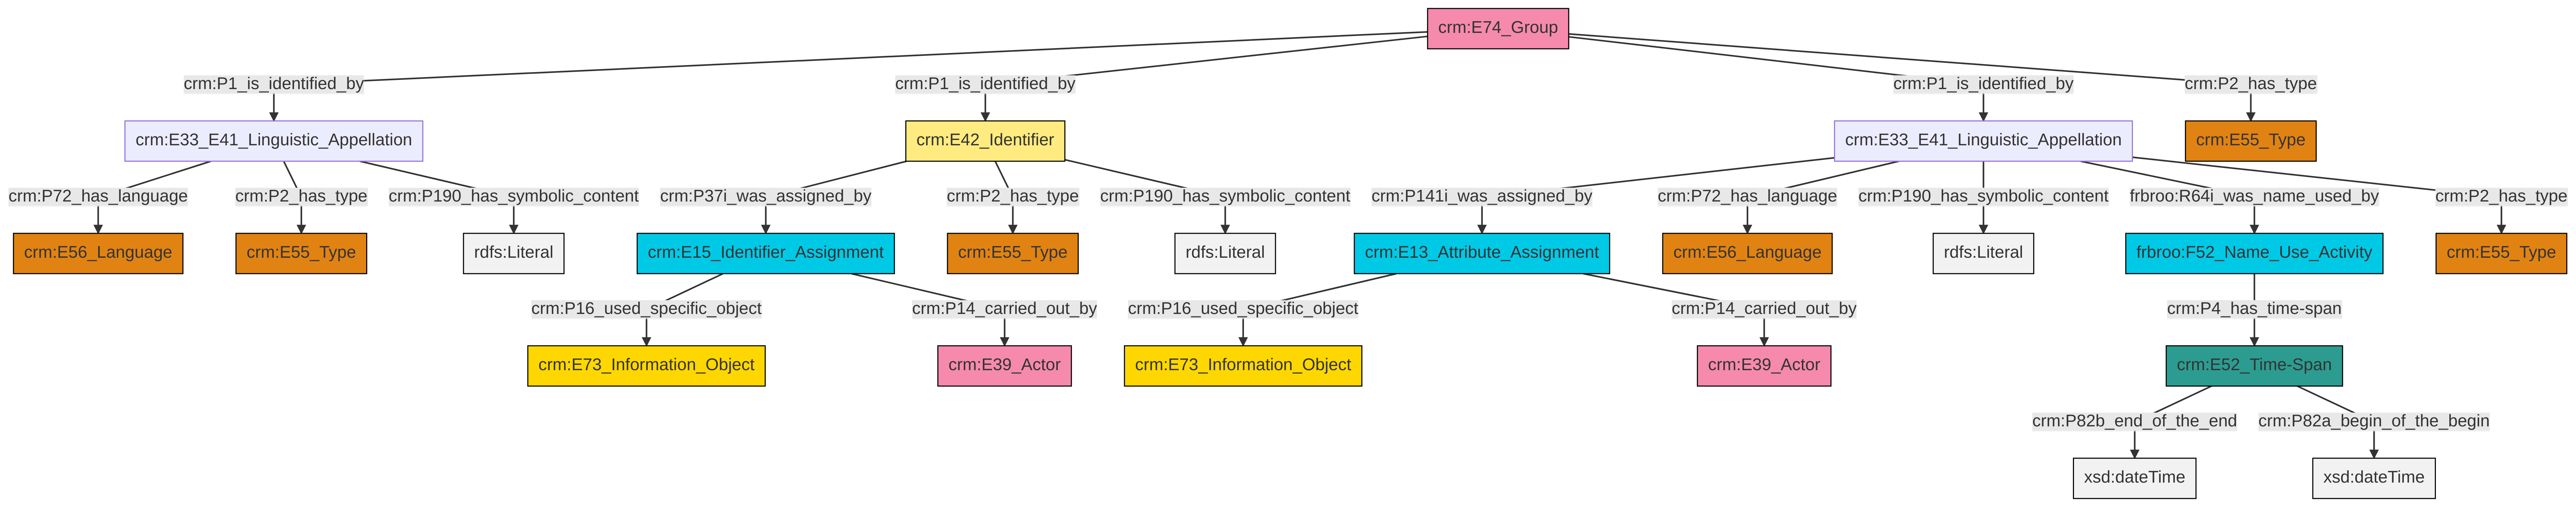 crm:E74_Group
crm:P1_is_identified_by crm:P1_is_identified_by crm:P1_is_identified_by crm:P2_has_type
crm:E33_E41_Linguistic_Appellation crm:E42_Identifier crm:E33_E41_Linguistic_Appellation crm:E55_Type
crm:P72_has_language crm:P2_has_type crm:P190_has_symbolic_content crm:P37i_was_assigned_by crm:P2_has_type crm:P190_has_symbolic_content crm:P141i_was_assigned_by crm:P72_has_language crm:P190_has_symbolic_content frbroo:R64i_was_name_used_by crm:P2_has_type
crm:E56_Language crm:E55_Type rdfs:Literal crm:E15_Identifier_Assignment crm:E55_Type rdfs:Literal crm:E13_Attribute_Assignment crm:E56_Language rdfs:Literal frbroo:F52_Name_Use_Activity crm:E55_Type
crm:P16_used_specific_object crm:P14_carried_out_by crm:P16_used_specific_object crm:P14_carried_out_by crm:P4_has_time-span
crm:E73_Information_Object crm:E39_Actor crm:E73_Information_Object crm:E39_Actor crm:E52_Time-Span
crm:P82b_end_of_the_end crm:P82a_begin_of_the_begin
xsd:dateTime xsd:dateTime